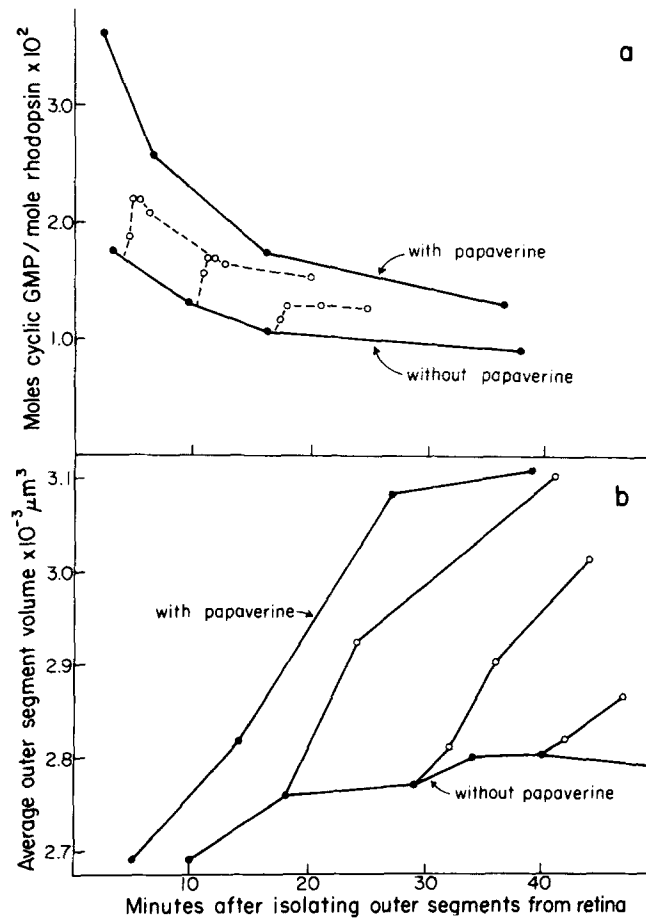 a
Moles cyclic GMP/mole rhodopsin x 10²
3.0
2.0
1.0
with papaverine
without papaverine
b
Average outer segment volume x10⁻³ μm³
3.1
3.0
2.9
2.8
2.7
with papaverine
without papaverine
10
20
30
40
Minutes after isolating outer segments from retina